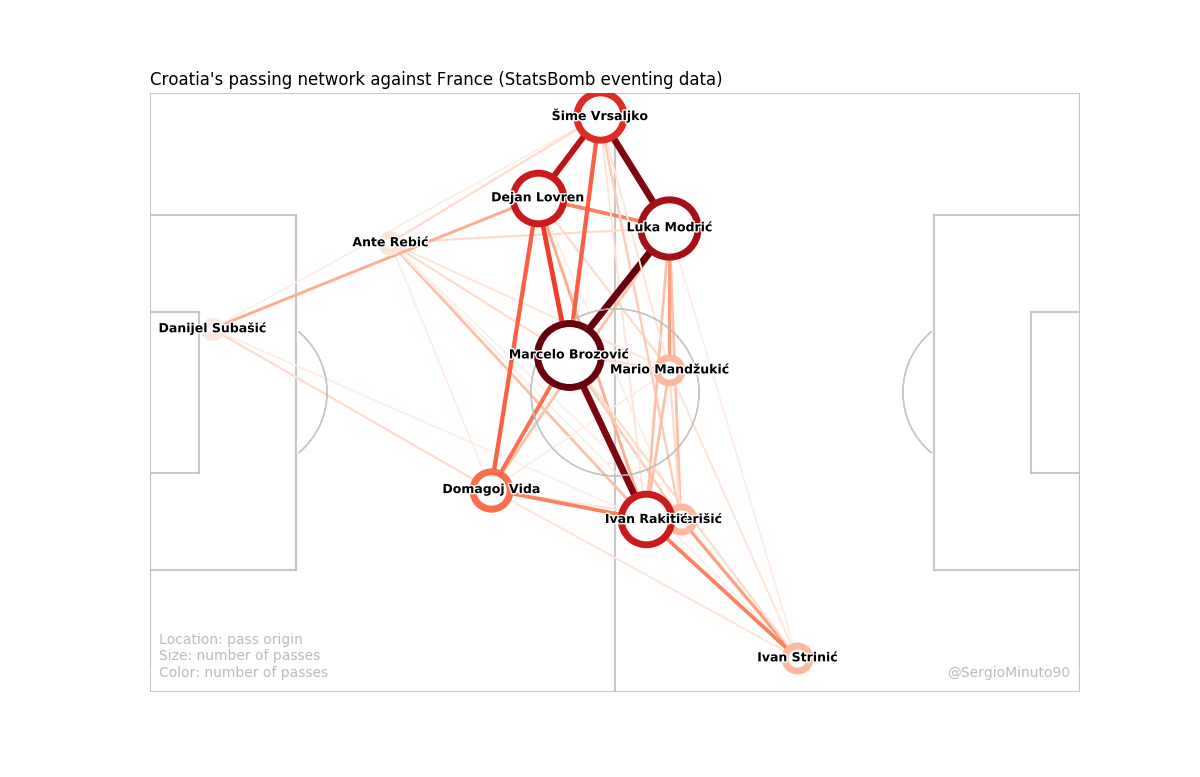 Croatia's passing network against France (StatsBomb eventing data)
Šime Vrsaljko
Dejan Lovren
Luka Modrić
Ante Rebić
Danijel Subašić
Marcelo Brozović
Mario Mandžukić
Domagoj Vida
Ivan Rakitić
Ivan Strinić
Location: pass origin
Size: number of passes
Color: number of passes
@SergioMinuto90